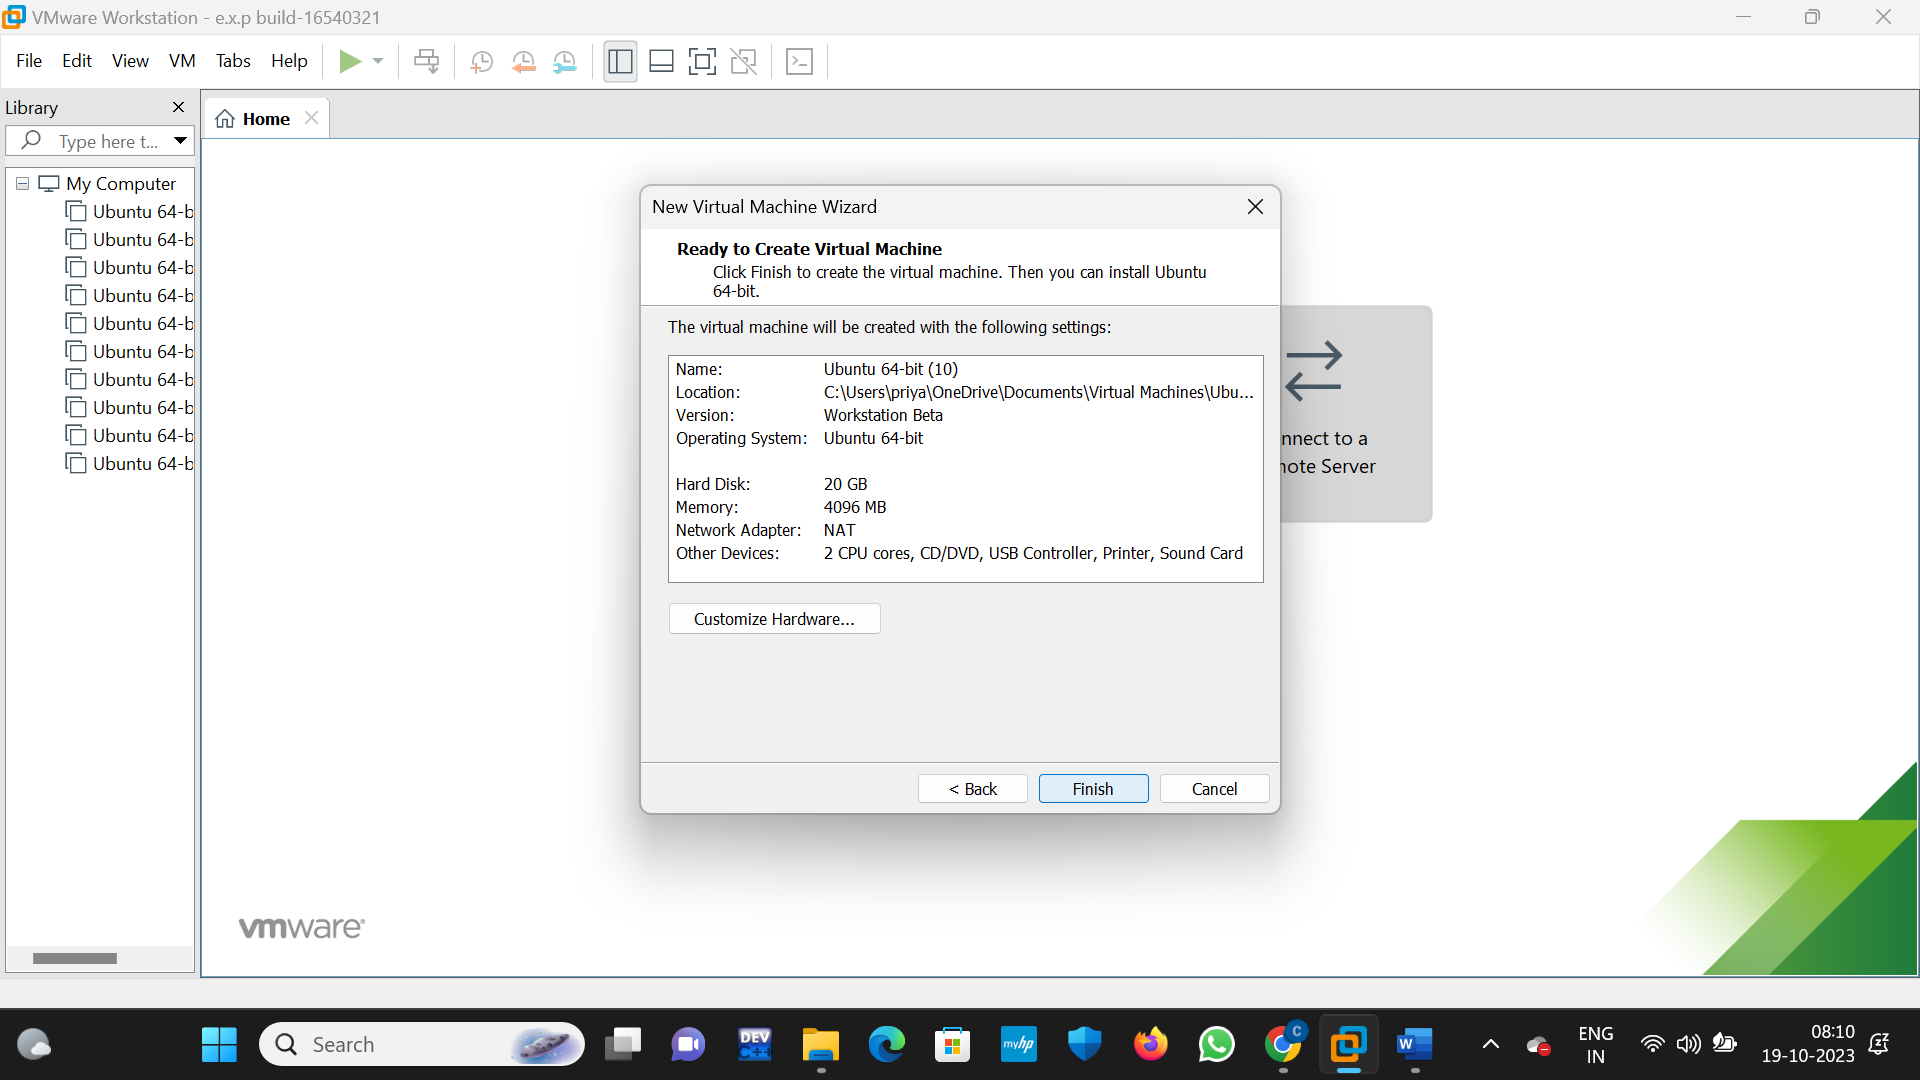 VMware Workstation - e.x.p build-16540321
File Edit View VM Tabs Help
Library
Home
Type here t...
My Computer
Ubuntu 64-b
Ubuntu 64-b
Ubuntu 64-b
Ubuntu 64-b
Ubuntu 64-b
Ubuntu 64-b
Ubuntu 64-b
Ubuntu 64-b
Ubuntu 64-b
Ubuntu 64-b
New Virtual Machine Wizard
Ready to Create Virtual Machine
Click Finish to create the virtual machine. Then you can install Ubuntu
64-bit.
The virtual machine will be created with the following settings:
Name: Ubuntu 64-bit (10)
Location: C:\Users\priya\OneDrive\Documents\Virtual Machines\Ubu...
Version: Workstation Beta
Operating System: Ubuntu 64-bit
Hard Disk: 20 GB
Memory: 4096 MB
Network Adapter: NAT
Other Devices: 2 CPU cores, CD/DVD, USB Controller, Printer, Sound Card
Customize Hardware...
< Back Finish Cancel
nnect to a
note Server
vmware
Search
DEV
C++
myhp
C
W
ENG
IN
08:10
19-10-2023